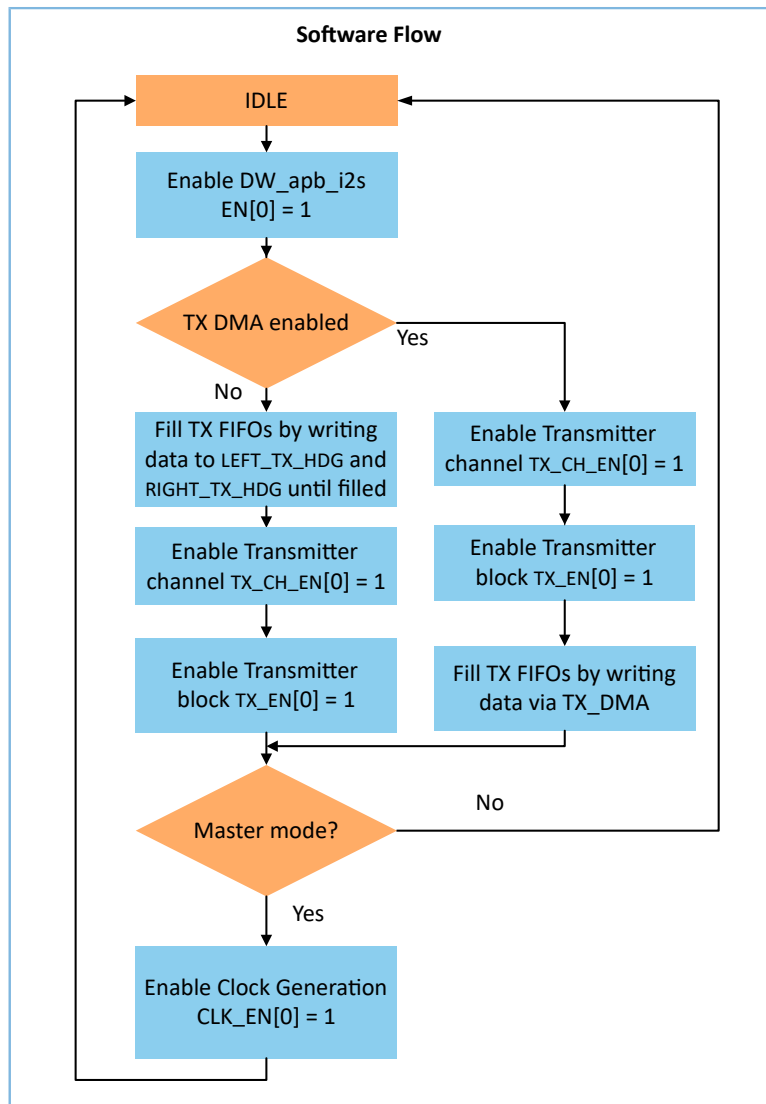 Software Flow
IDLE
Enable DW_apb_i2s
EN[0] = 1
TX DMA enabled
Yes
No
Fill TX FIFOs by writing
data to LEFT_TX_HDG and
RIGHT_TX_HDG until filled
Enable Transmitter
channel TX_CH_EN[0] = 1
Enable Transmitter
block TX_EN[0] = 1
Enable Transmitter
channel TX_CH_EN[0] = 1
Enable Transmitter
block TX_EN[0] = 1
Fill TX FIFOs by writing
data via TX_DMA
Master mode?
No
Yes
Enable Clock Generation
CLK_EN[0] = 1